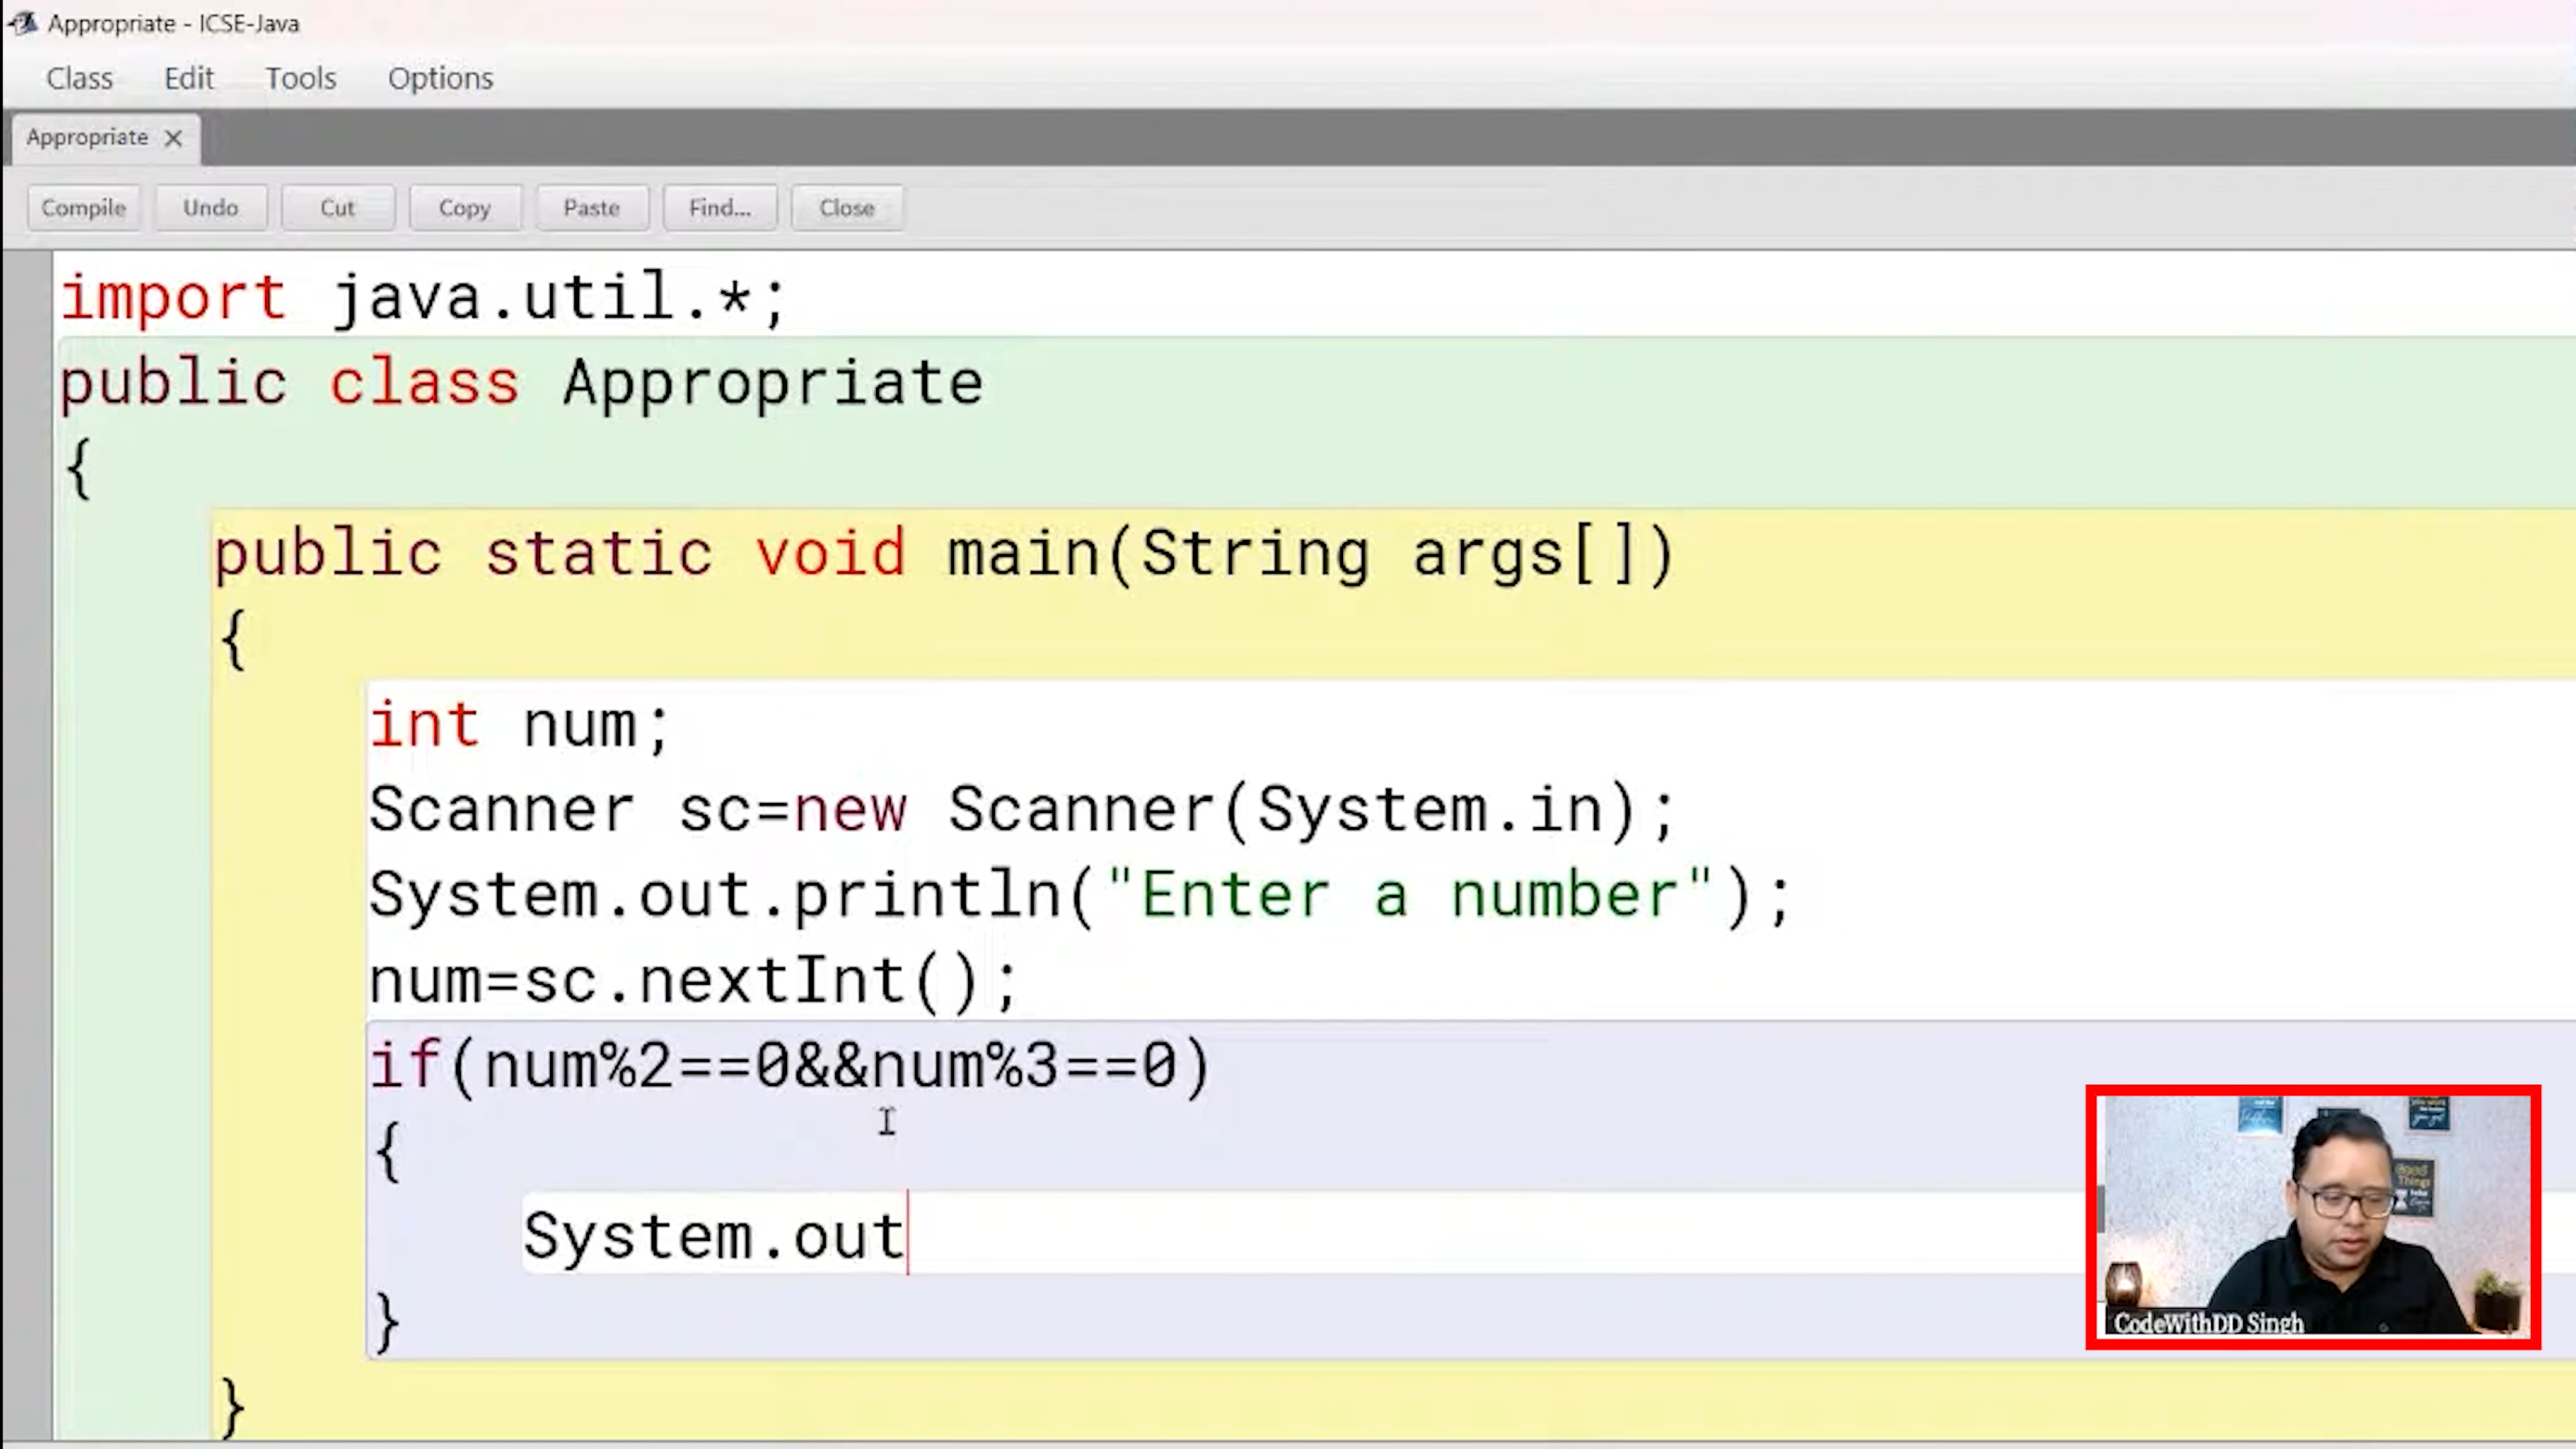 Appropriate - ICSE-Java
Class Edit Tools Options
Appropriate
Compile Undo Cut Copy Paste Find... Close
import java.util.*;
public class Appropriate
{
public static void main(String args[])
{
int num;
Scanner sc=new Scanner(System.in);
System.out.println("Enter a number");
num=sc.nextInt();
if(num%2==0&&num%3==0)
{
System.out
}
}
Good
Things
CodeWithDD Singh